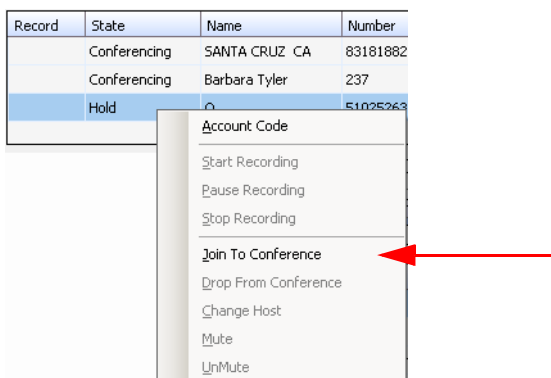 Record State Name Number
Conferencing SANTA CRUZ CA 83181882
Conferencing Barbara Tyler 237
Hold 51025263
Account Code
Start Recording
Pause Recording
Stop Recording
Join To Conference
Drop From Conference
Change Host
Mute
UnMute